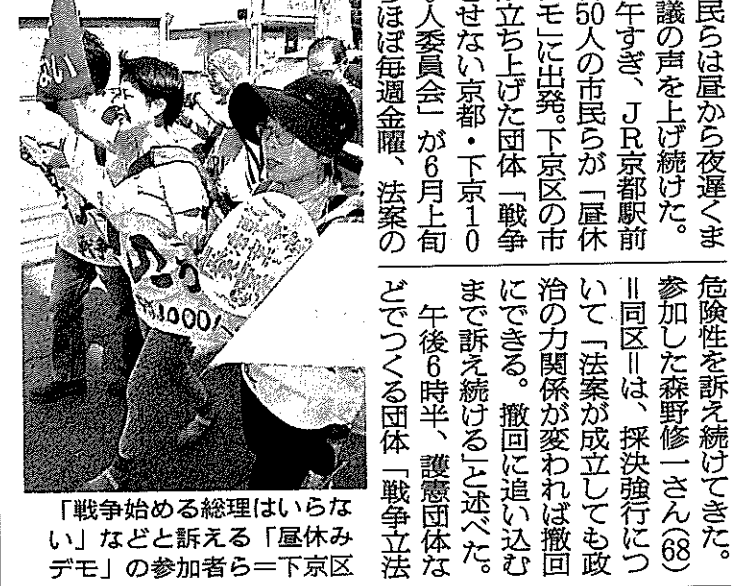 民らは昼から夜遅くま
議の声を上げ続けた。
午すぎ、JR京都駅前
50人の市民らが「昼休
モ」に出発。下京区の市
立ち上げた団体「戦争
せない京都・下京10
人委員会」が6月上旬
らほぼ毎週金曜、法案の
危険性を訴え続けてきた。
参加した森野修一さん(68)
=同区=は、採決強行につ
いて「法案が成立しても政
治の力関係が変われば撤回
にできる。撤回に追い込む
まで訴え続ける」と述べた。
午後6時半、護憲団体な
どでつくる団体「戦争立法
ない
戦争
1000人
「戦争始める総理はいらな
い」などと訴える「昼休み
デモ」の参加者ら=下京区